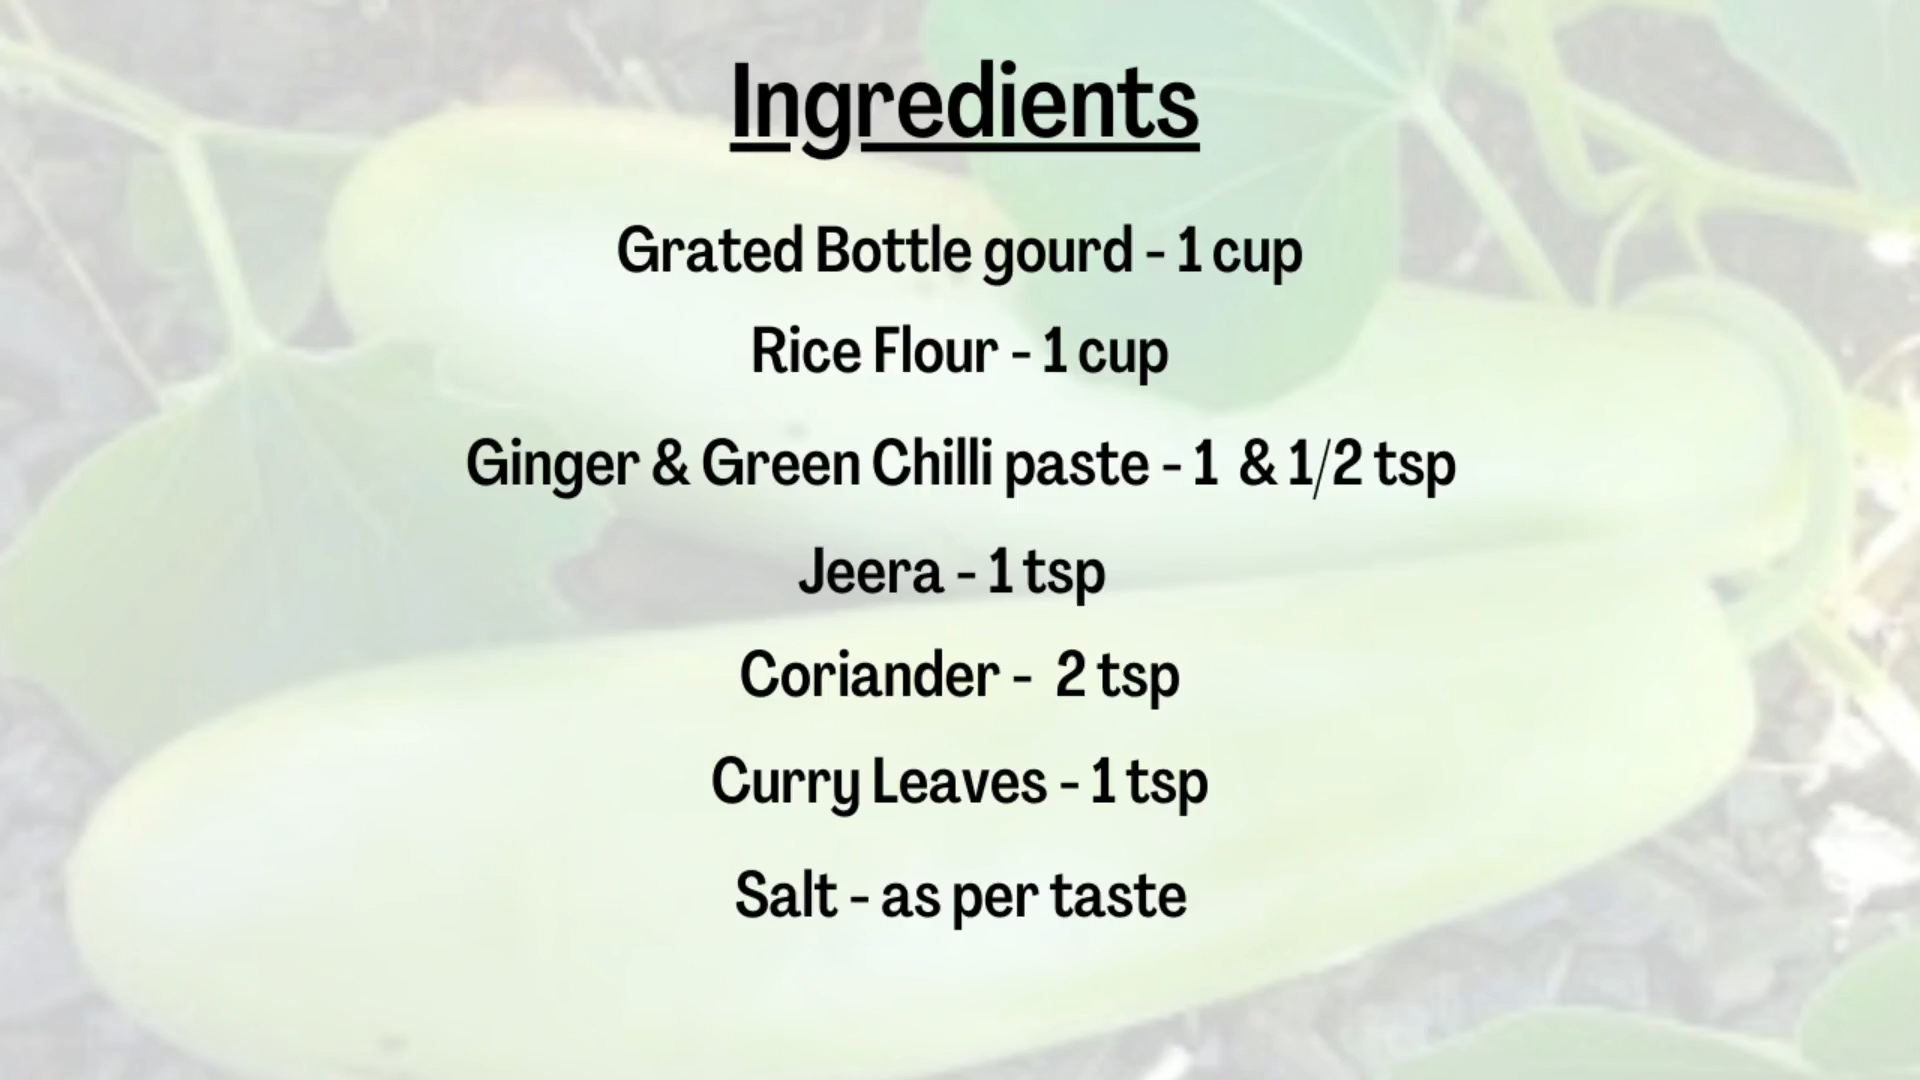 Ingredients
Grated Bottle gourd - 1 cup
Rice Flour - 1 cup
Ginger & Green Chilli paste - 1 & 1/2 tsp
Jeera - 1 tsp
Coriander - 2 tsp
Curry Leaves - 1 tsp
Salt - as per taste